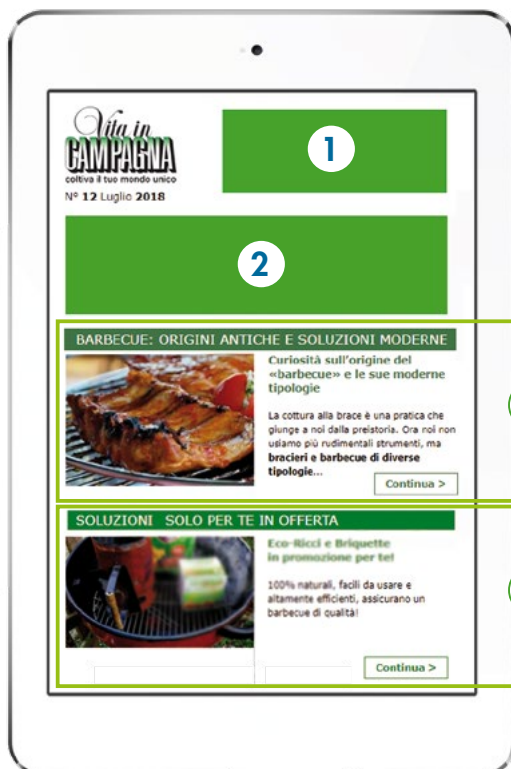 Vita in
CAMPAGNA
coltiva il tuo mondo unico
N° 12 Luglio 2018
1
2
BARBECUE: ORIGINI ANTICHE E SOLUZIONI MODERNE
Curiosità sull'origine del
«barbecue» e le sue moderne
tipologie
La cottura alla brace è una pratica che
giunge a noi dalla preistoria. Ora noi non
usiamo più rudimentali strumenti, ma
bracieri e barbecue di diverse
tipologie...
Continua >
SOLUZIONI SOLO PER TE IN OFFERTA
Eco-Ricci e Briquette
in promozione per te!
100% naturali, facili da usare e
altamente efficienti, assicurano un
barbecue di qualità!
Continua >